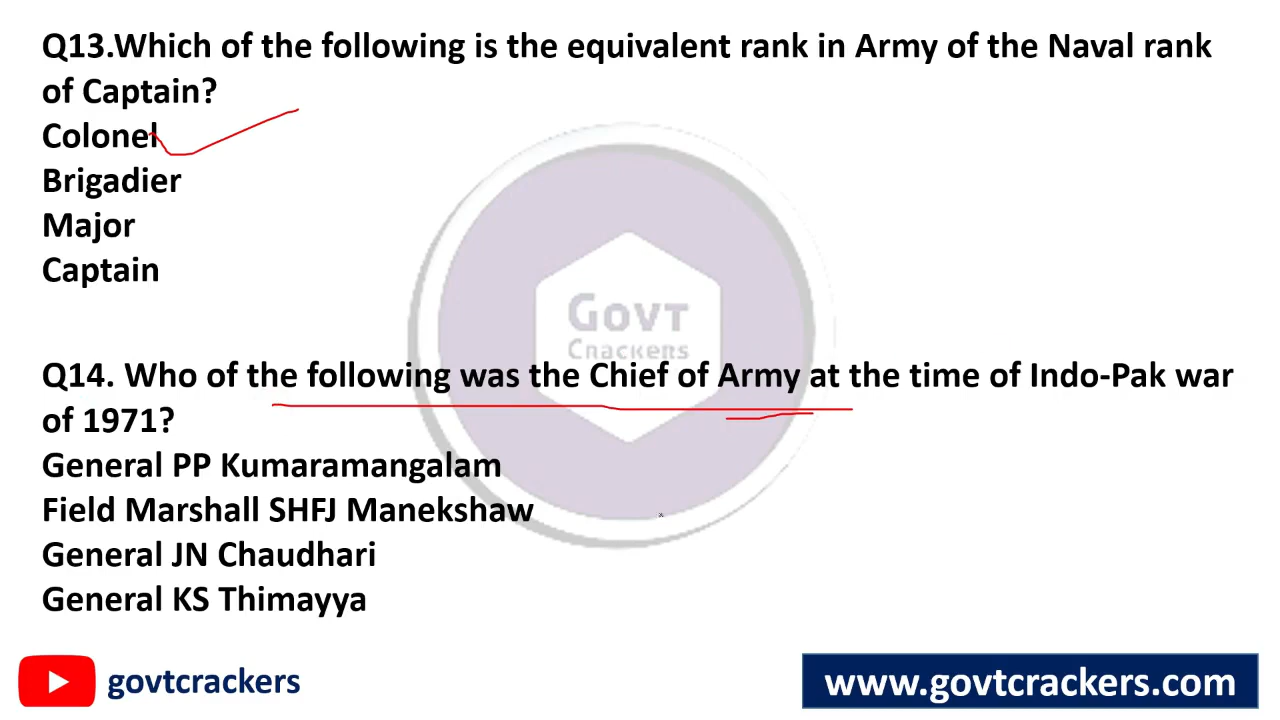 Q13.Which of the following is the equivalent rank in Army of the Naval rank
of Captain?
Colonel
Brigadier
Major
Captain
Govt
Crackers
Q14. Who of the following was the Chief of Army at the time of Indo-Pak war
of 1971?
General PP Kumaramangalam
Field Marshall SHFJ Manekshaw
General JN Chaudhari
General KS Thimayya
govtcrackers
www.govtcrackers.com